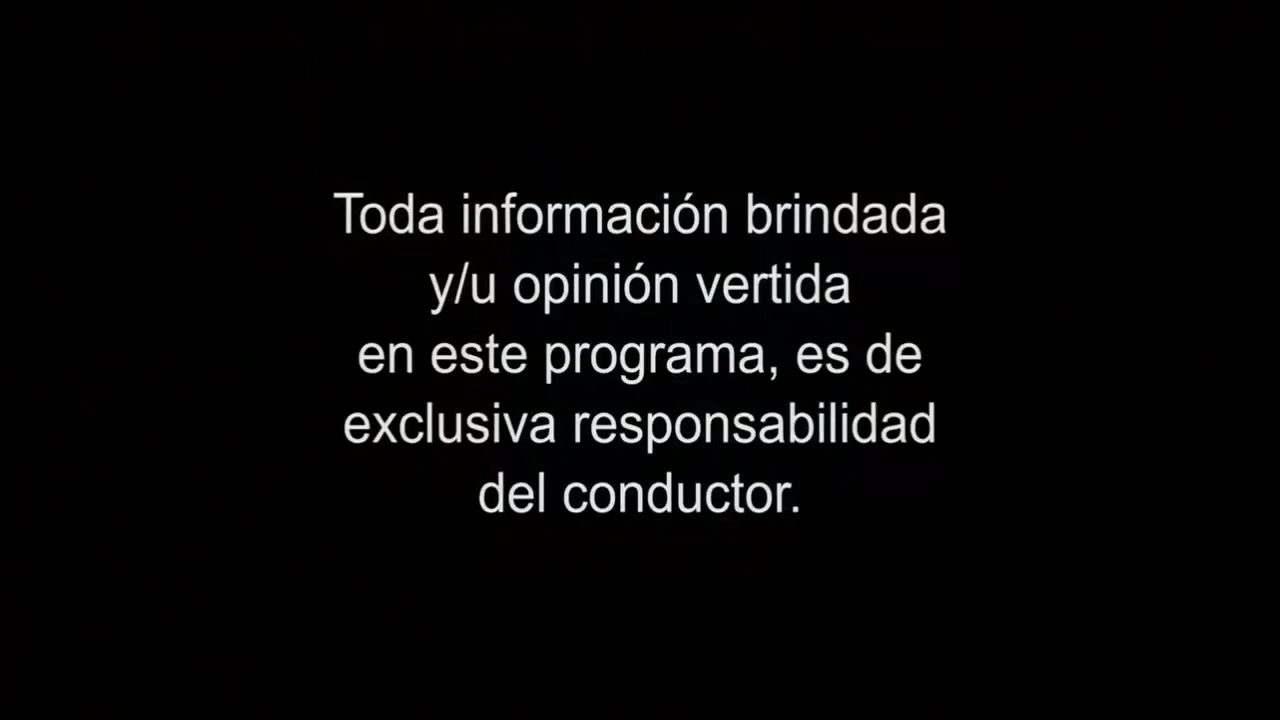 Toda información brindada
y/u opinión vertida
en este programa, es de
exclusiva responsabilidad
del conductor.